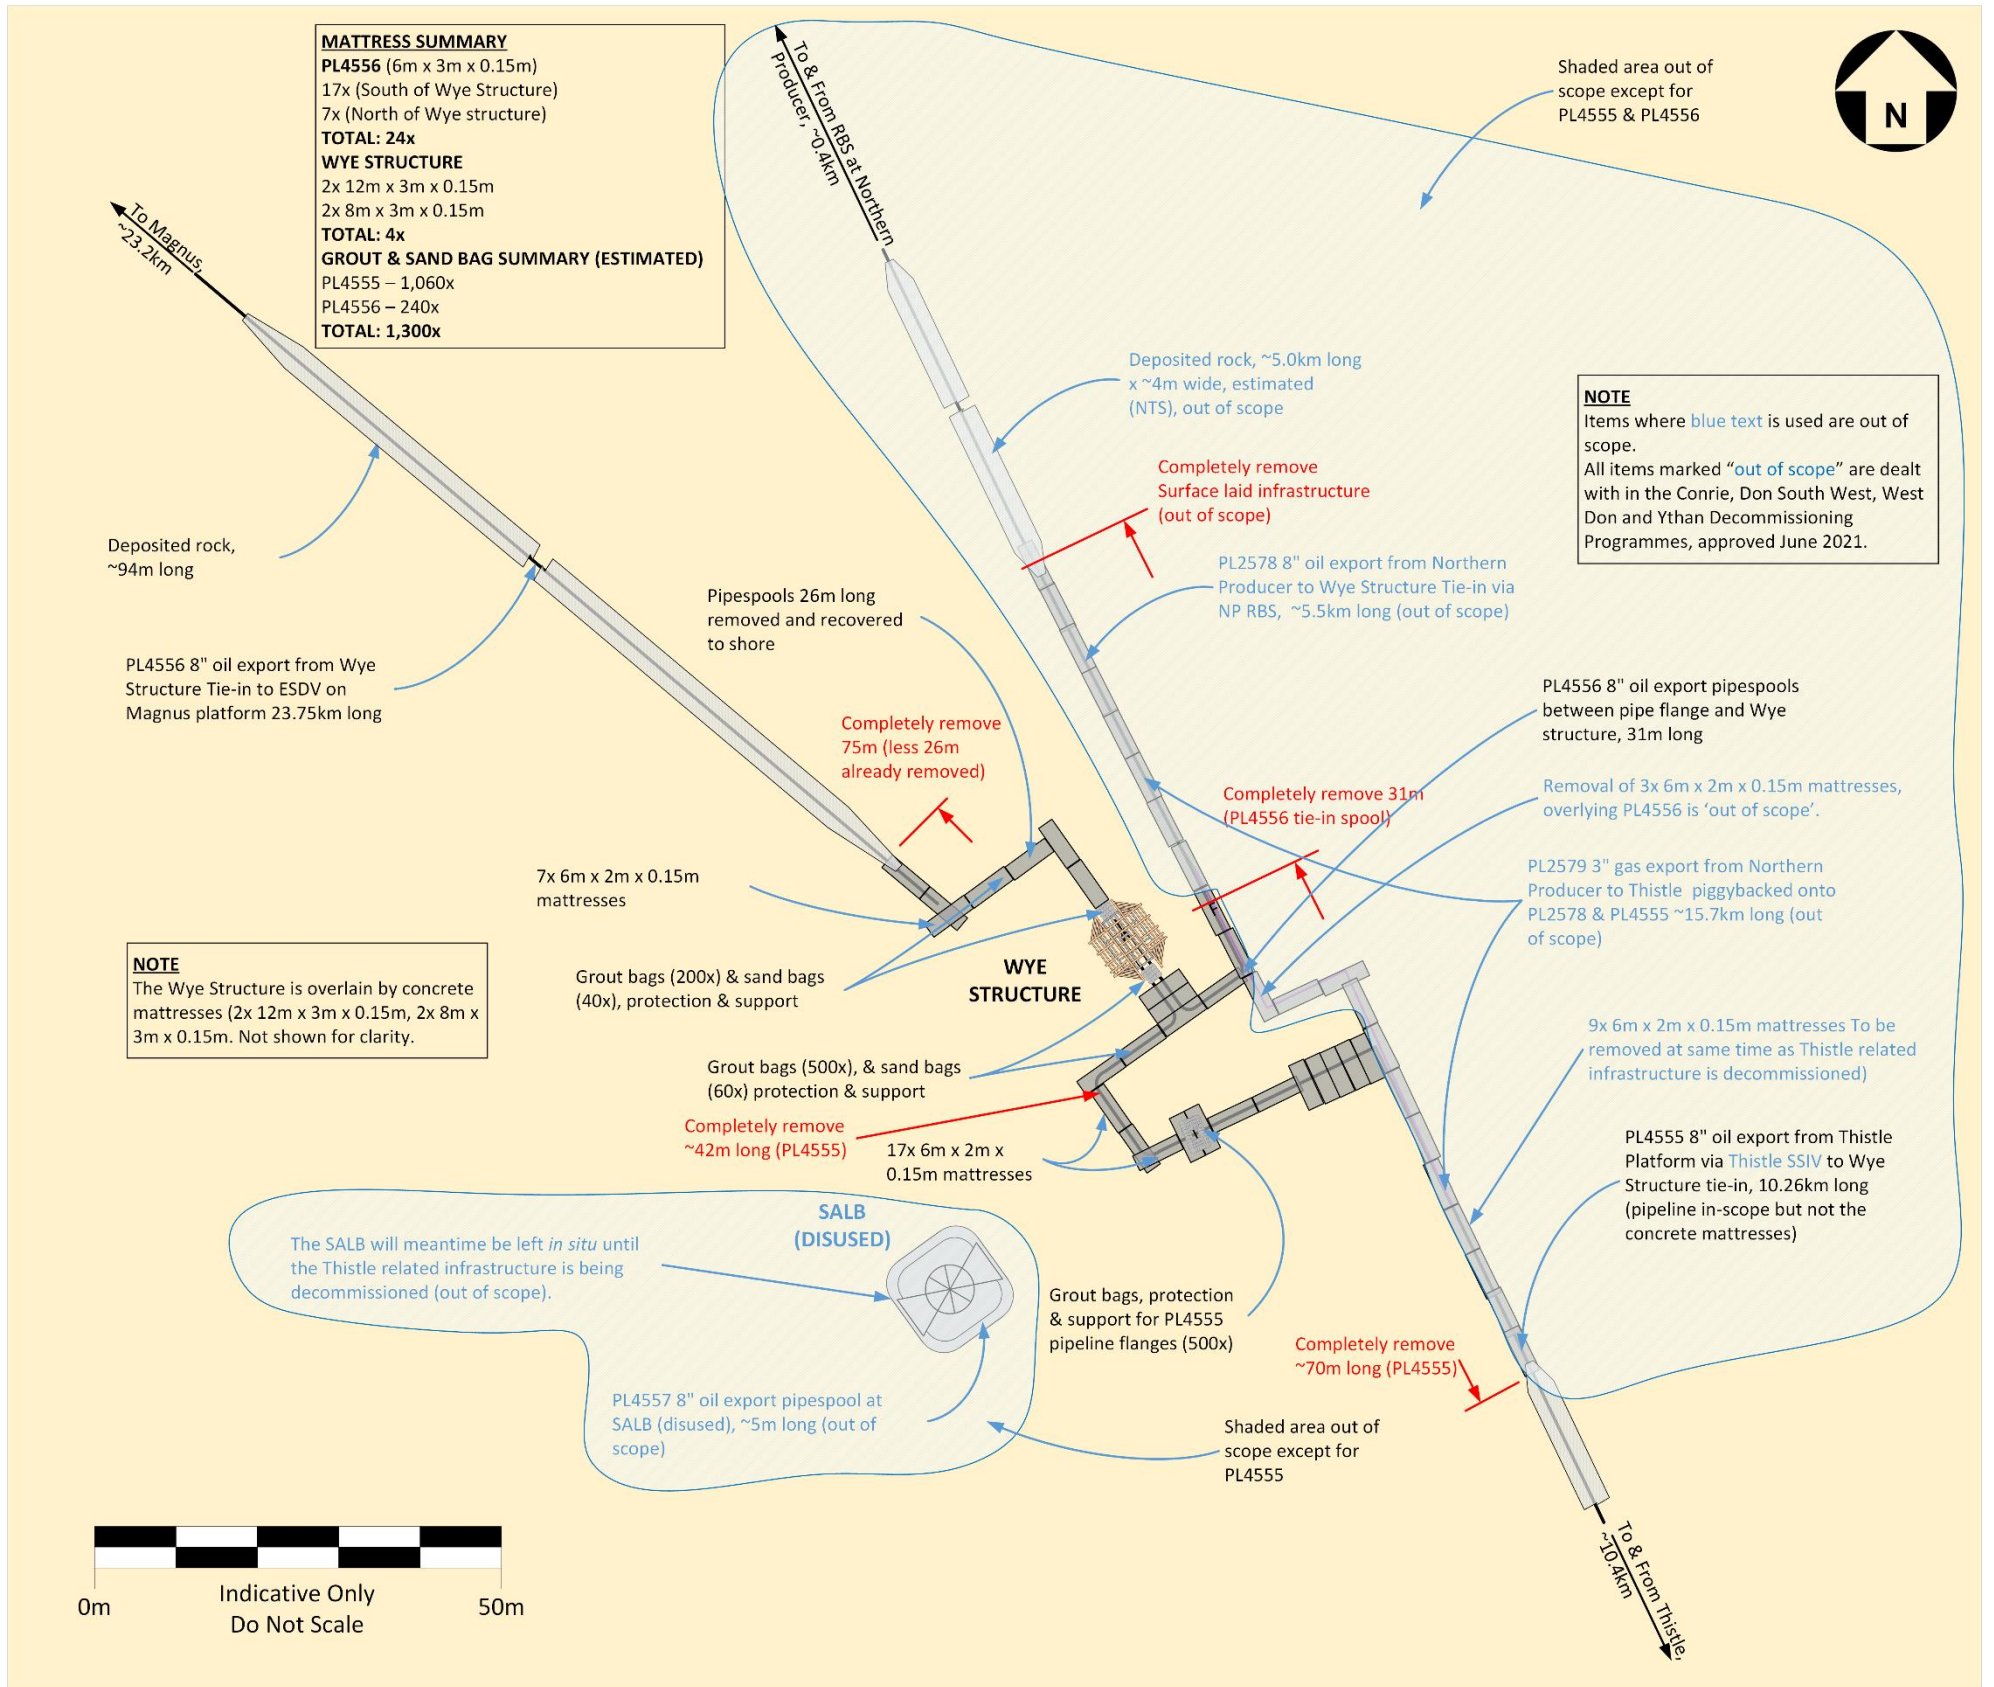 MATTRESS SUMMARY
PL4556 (6m x 3m x 0.15m)
17x (South of Wye Structure)
7x (North of Wye structure)
TOTAL: 24x
WYE STRUCTURE
2x 12m x 3m x 0.15m
2x 8m x 3m x 0.15m
TOTAL: 4x
GROUT & SAND BAG SUMMARY (ESTIMATED)
PL4555 – 1,060x
PL4556 – 240x
TOTAL: 1,300x
To & From RBS at Northern
Producer, ~0.4km
Shaded area out of
scope except for
PL4555 & PL4556
N
To Magnus,
~23.2km
Deposited rock, ~5.0km long
x ~4m wide, estimated
(NTS), out of scope
NOTE
Items where blue text is used are out of
scope.
All items marked “out of scope” are dealt
with in the Conrie, Don South West, West
Don and Ythan Decommissioning
Programmes, approved June 2021.
Completely remove
Surface laid infrastructure
(out of scope)
Deposited rock,
~94m long
PL2578 8" oil export from Northern
Producer to Wye Structure Tie-in via
NP RBS, ~5.5km long (out of scope)
Pipespools 26m long
removed and recovered
to shore
PL4556 8" oil export from Wye
Structure Tie-in to ESDV on
Magnus platform 23.75km long
PL4556 8" oil export pipespools
between pipe flange and Wye
structure, 31m long
Completely remove
75m (less 26m
already removed)
Completely remove 31m
(PL4556 tie-in spool)
Removal of 3x 6m x 2m x 0.15m mattresses,
overlying PL4556 is ‘out of scope’.
7x 6m x 2m x 0.15m
mattresses
PL2579 3" gas export from Northern
Producer to Thistle piggybacked onto
PL2578 & PL4555 ~15.7km long (out
of scope)
NOTE
The Wye Structure is overlain by concrete
mattresses (2x 12m x 3m x 0.15m, 2x 8m x
3m x 0.15m. Not shown for clarity.
Grout bags (200x) & sand bags
(40x), protection & support
WYE
STRUCTURE
9x 6m x 2m x 0.15m mattresses To be
removed at same time as Thistle related
infrastructure is decommissioned)
Grout bags (500x), & sand bags
(60x) protection & support
Completely remove
~42m long (PL4555)
17x 6m x 2m x
0.15m mattresses
PL4555 8" oil export from Thistle
Platform via Thistle SSIV to Wye
Structure tie-in, 10.26km long
(pipeline in-scope but not the
concrete mattresses)
SALB
(DISUSED)
The SALB will meantime be left in situ until
the Thistle related infrastructure is being
decommissioned (out of scope).
Grout bags, protection
& support for PL4555
pipeline flanges (500x)
Completely remove
~70m long (PL4555)
PL4557 8" oil export pipespool at
SALB (disused), ~5m long (out of
scope)
Shaded area out of
scope except for
PL4555
To & From Thistle,
~10.4km
Indicative Only
Do Not Scale
0m
50m